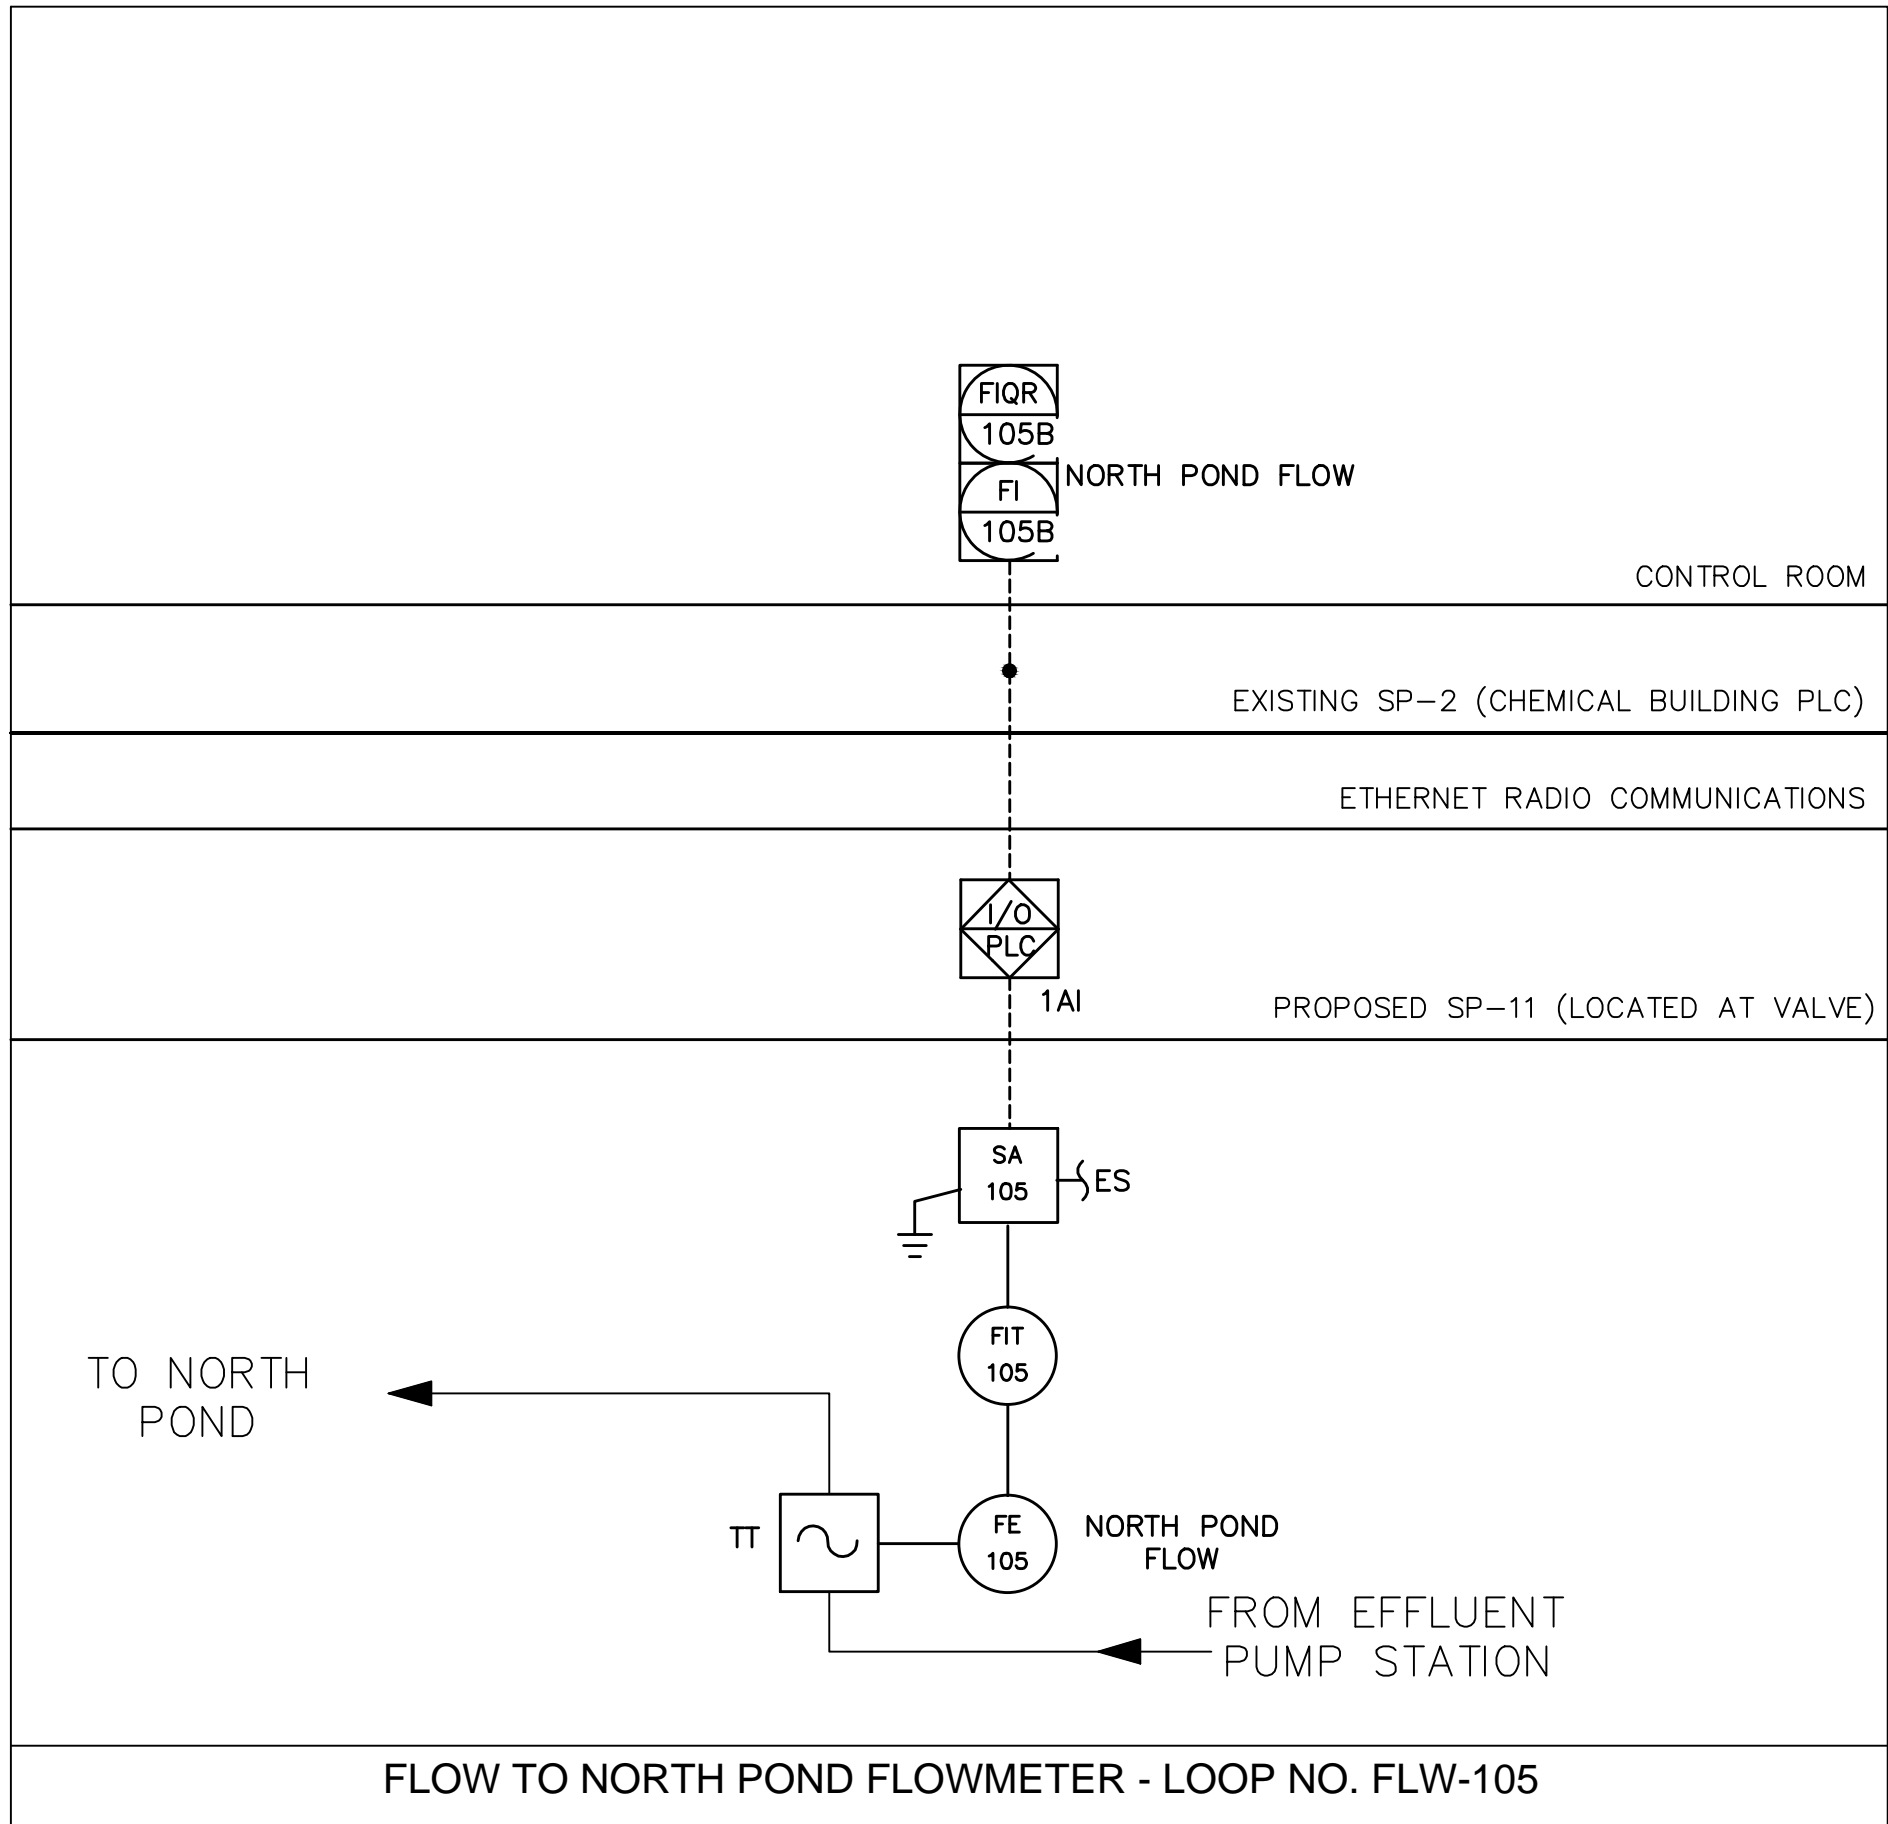 FIQR
105B
NORTH POND FLOW
FI
105B
CONTROL ROOM
EXISTING SP-2 (CHEMICAL BUILDING PLC)
ETHERNET RADIO COMMUNICATIONS
I/O
PLC
1AI
PROPOSED SP-11 (LOCATED AT VALVE)
SA
105
ES
FIT
105
TO NORTH
POND
TT
FE
105
NORTH POND
FLOW
FROM EFFLUENT
PUMP STATION
FLOW TO NORTH POND FLOWMETER - LOOP NO. FLW-105